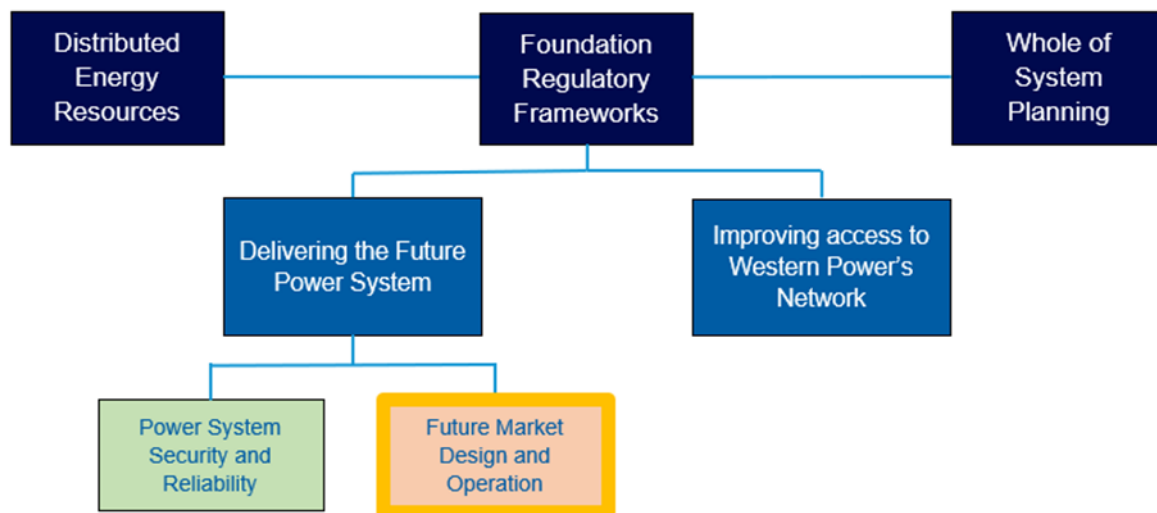 Distributed
Energy
Resources
Foundation
Regulatory
Frameworks
Whole of
System
Planning
Delivering the Future
Power System
Improving access to
Western Power's
Network
Power System
Security and
Reliability
Future Market
Design and
Operation